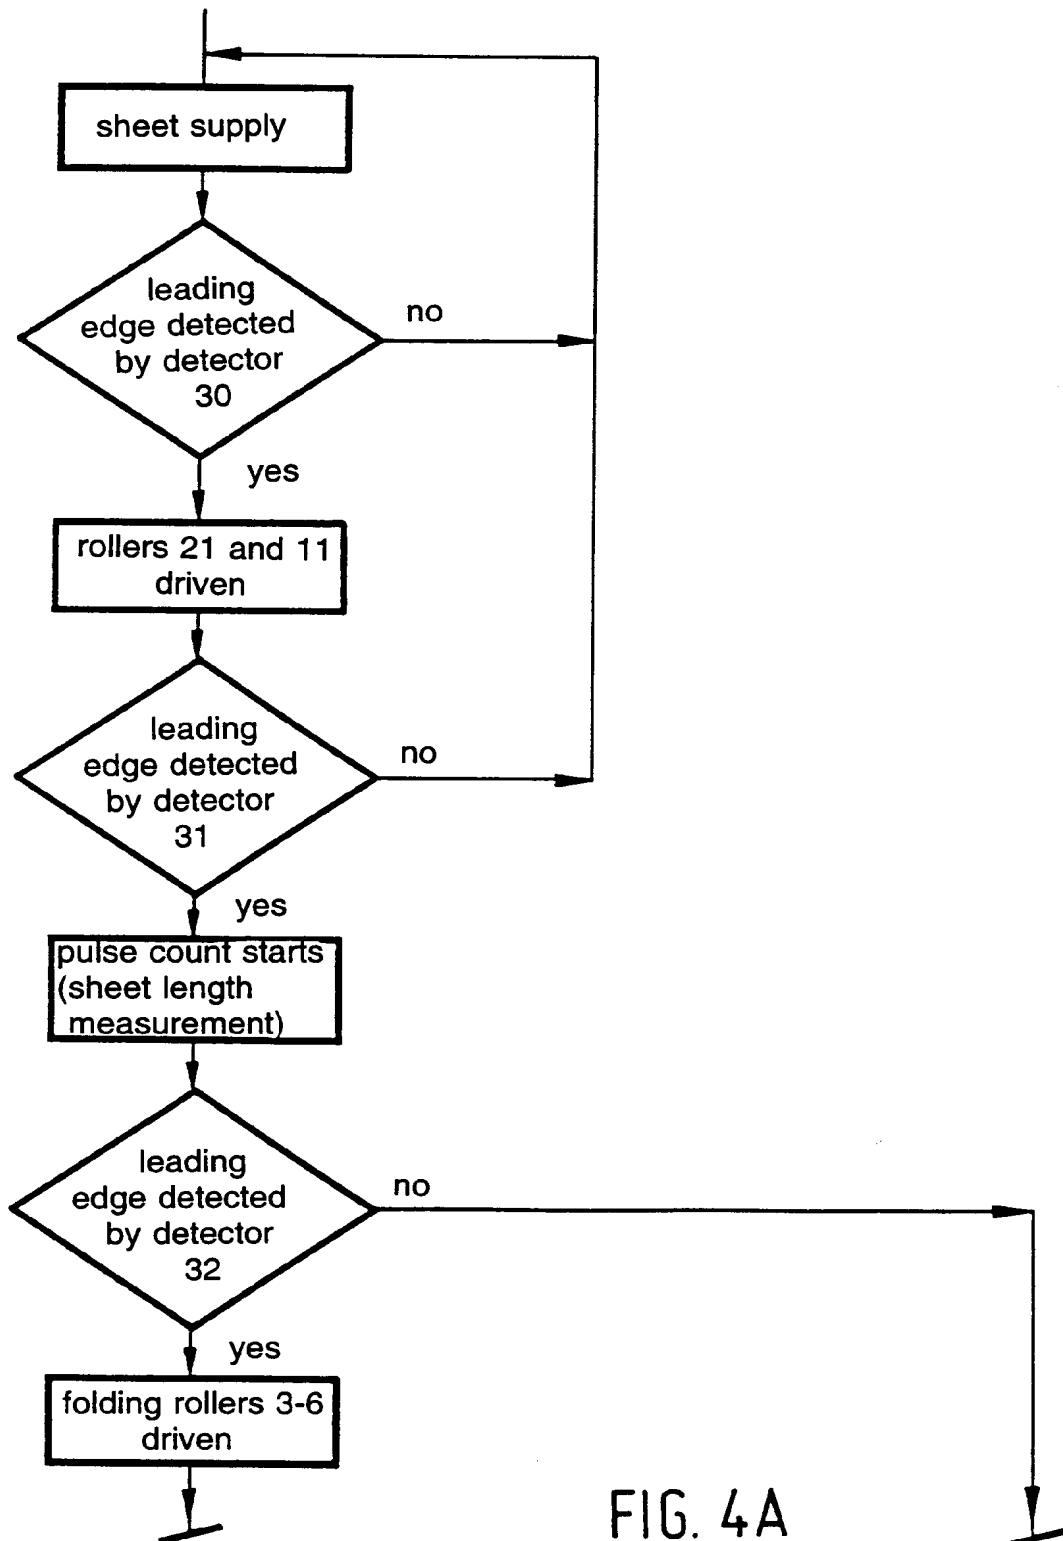 sheet supply
leading
edge detected
by detector
30
no
yes
rollers 21 and 11
driven
leading
edge detected
by detector
31
no
yes
pulse count starts
(sheet length
measurement)
leading
edge detected
by detector
32
no
yes
folding rollers 3-6
driven
FIG. 4A